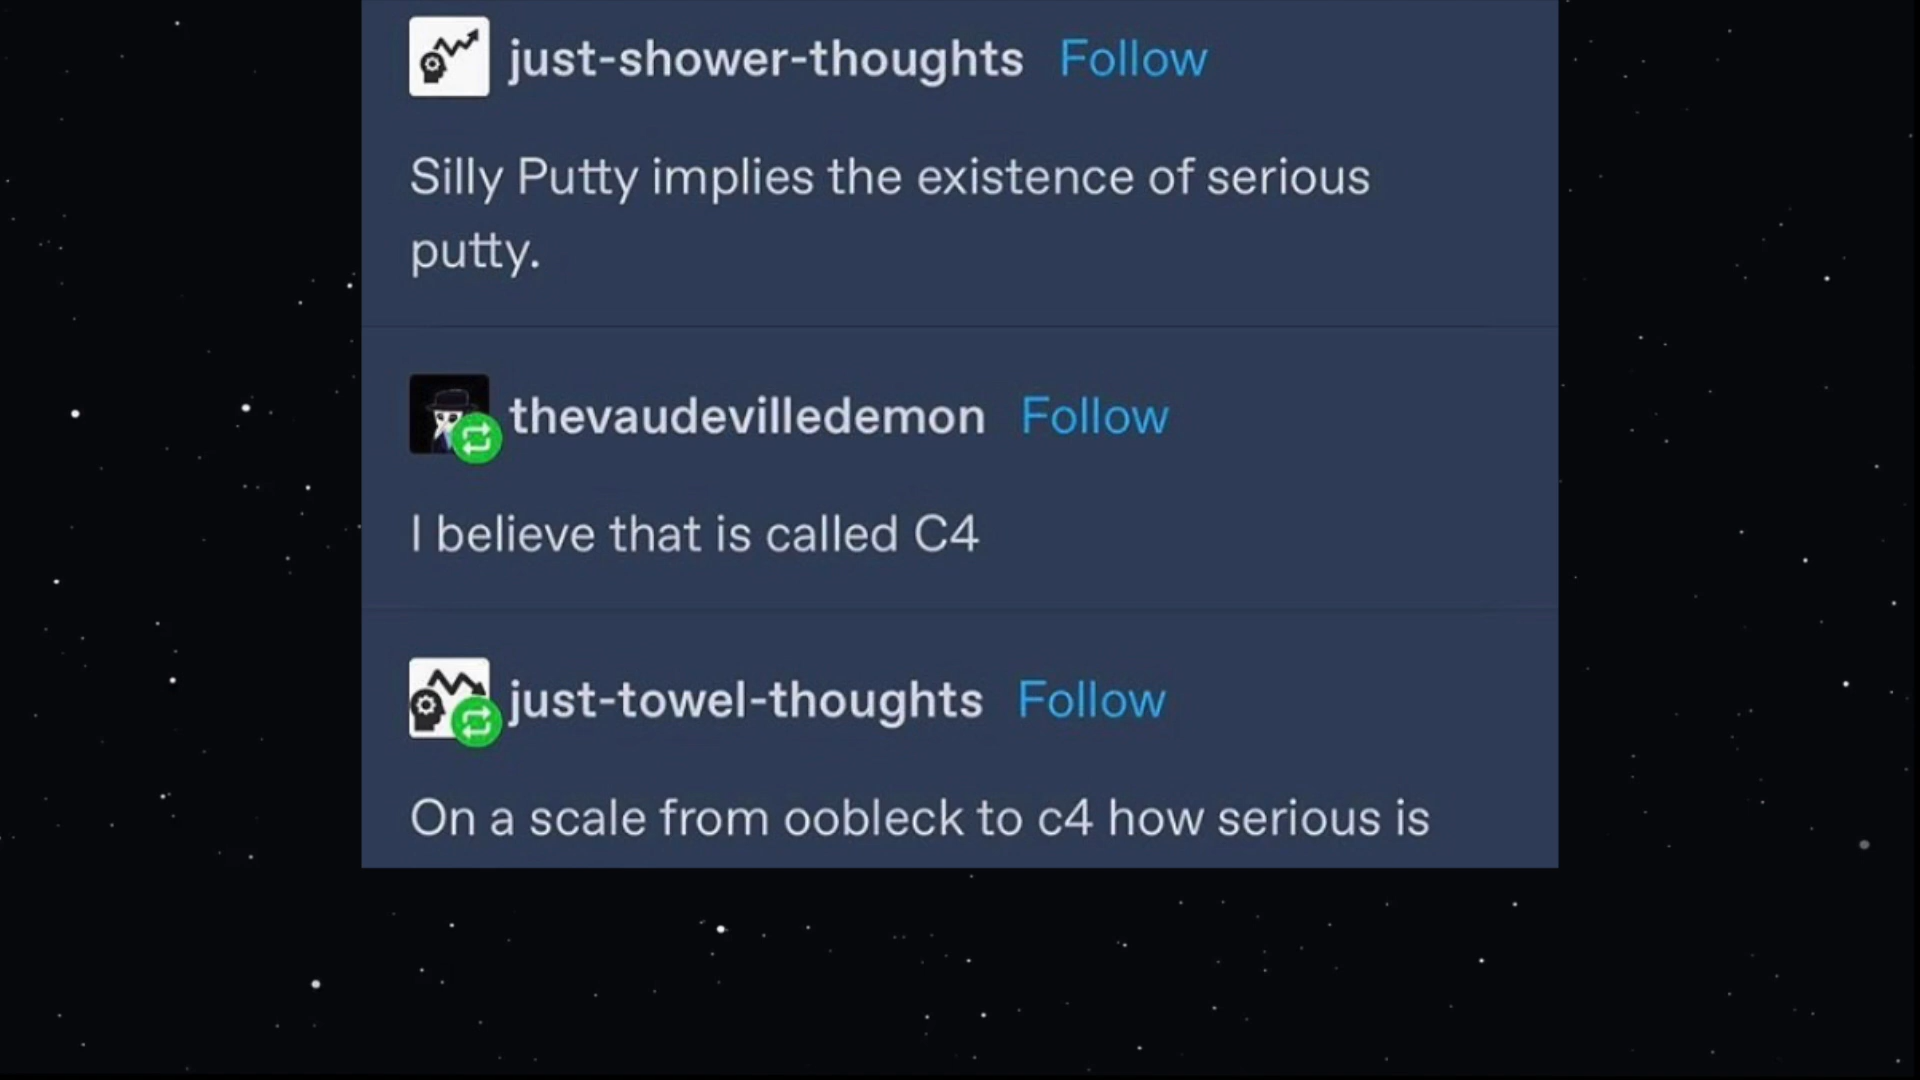 just-shower-thoughts Follow
Silly Putty implies the existence of serious
putty.
thevaudevilledemon Follow
I believe that is called C4
just-towel-thoughts Follow
On a scale from oobleck to c4 how serious is